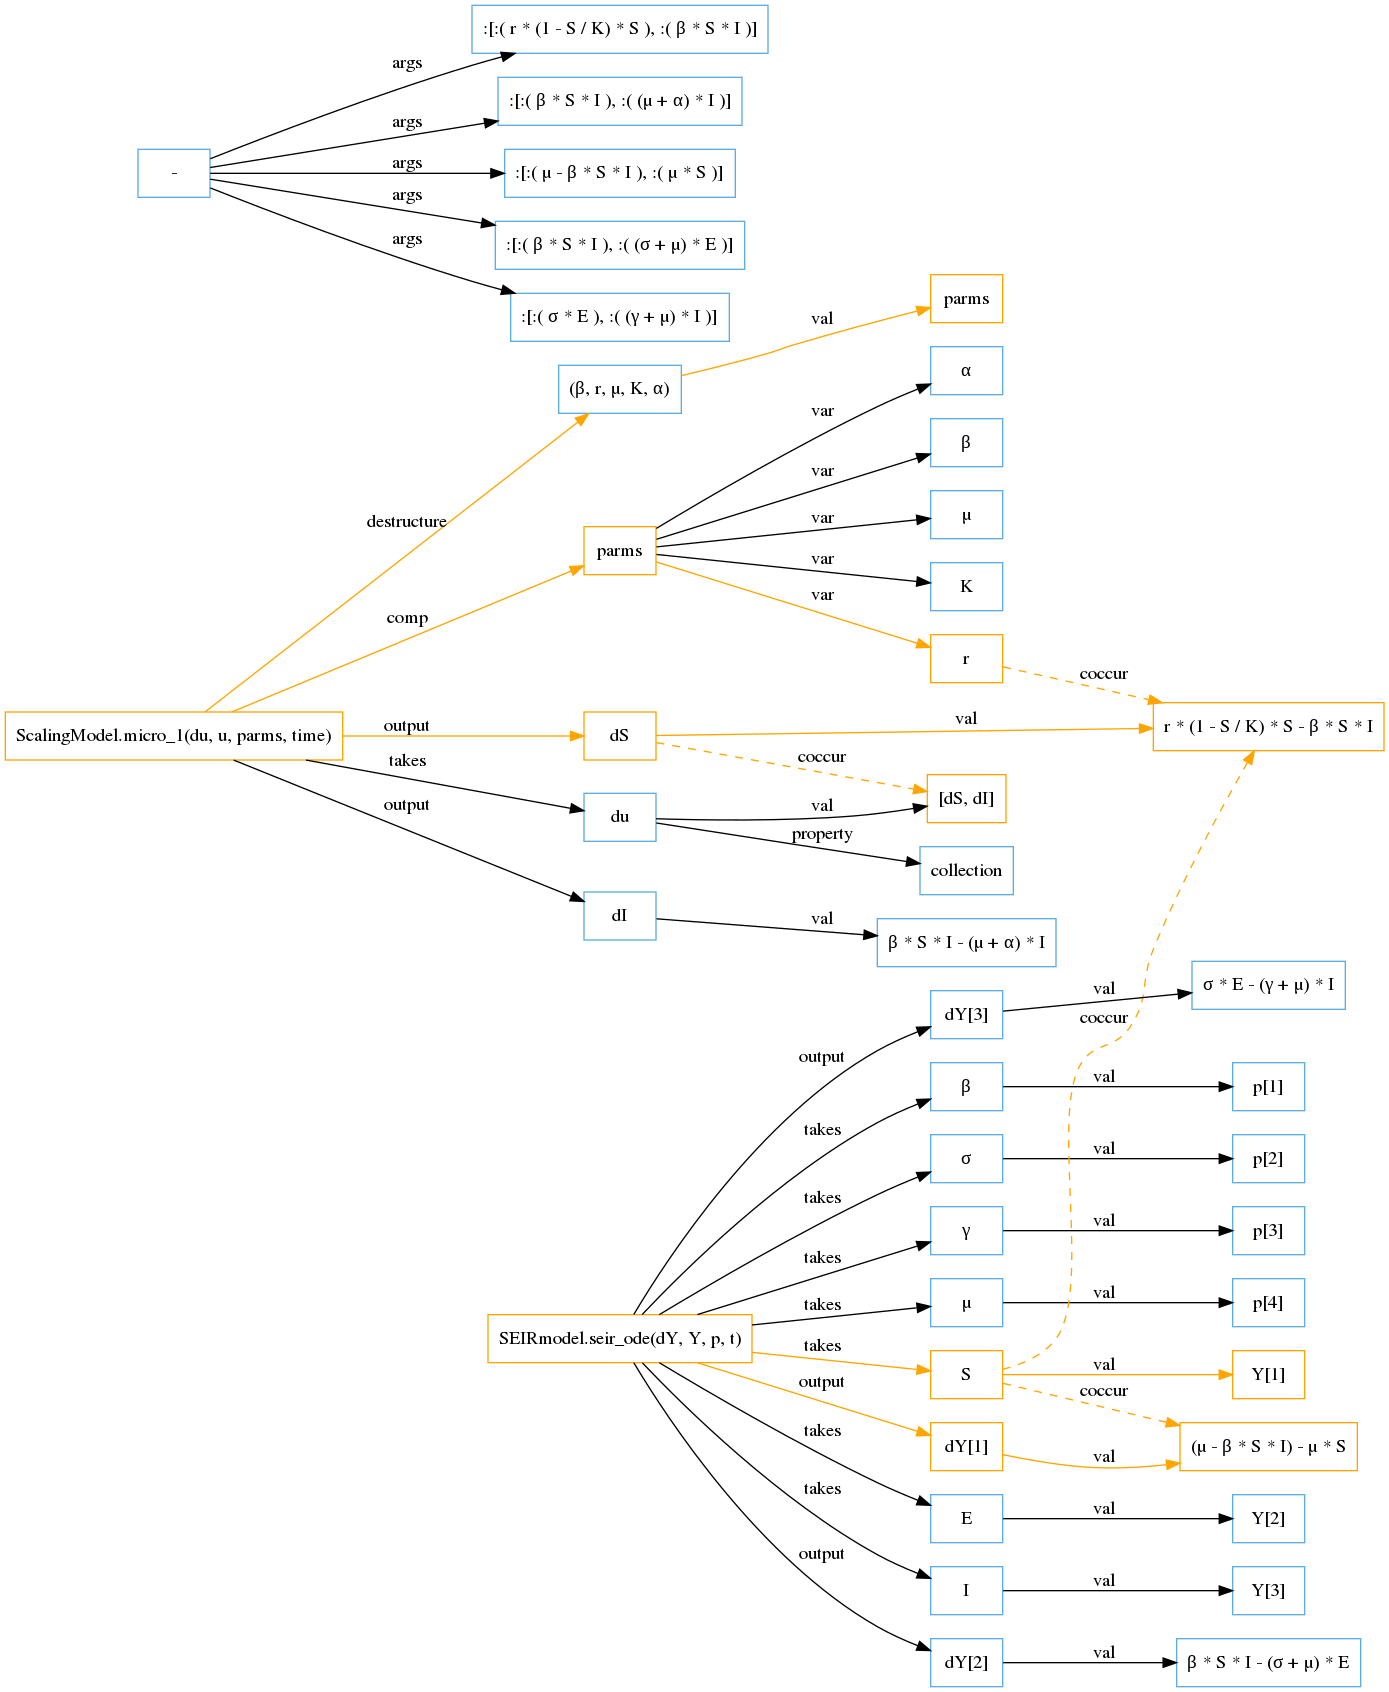 :[:( r * (1 - S / K) * S ), :( β * S * I )]
args
:[:( β * S * I ), :( (μ + α) * I )]
args
-
args
:[:( μ - β * S * I ), :( μ * S )]
args
:[:( β * S * I ), :( (σ + μ) * E )]
args
:[:( σ * E ), :( (γ + μ) * I )]
parms
val
(β, r, μ, K, α)
α
var
β
var
destructure
μ
var
parms
K
var
comp
var
r
coccur
ScalingModel.micro_1(du, u, parms, time)
output
dS
val
r * (1 - S / K) * S - β * S * I
takes
coccur
[dS, dI]
output
du
val
property
collection
dI
val
β * S * I - (μ + α) * I
dY[3]
val
σ * E - (γ + μ) * I
coccur
output
β
val
p[1]
takes
σ
val
p[2]
takes
γ
val
p[3]
takes
μ
val
p[4]
takes
SEIRmodel.seir_ode(dY, Y, p, t)
takes
S
val
Y[1]
output
coccur
dY[1]
val
(μ - β * S * I) - μ * S
takes
E
val
Y[2]
takes
I
val
Y[3]
output
dY[2]
val
β * S * I - (σ + μ) * E